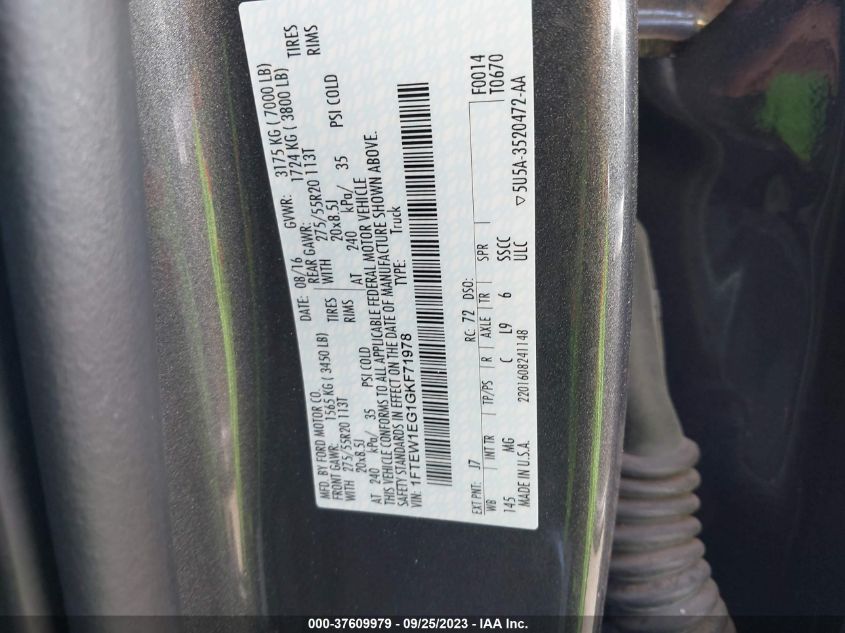 MFD. BY FORD MOTOR CO.
DATE: 08/16 GVWR: 3175 KG ( 7000 LB)
FRONT GAWR: 1565 KG ( 3450 LB) REAR GAWR: 1724 KG ( 3800 LB)
WITH 275/55R20 113T TIRES WITH 275/55R20 113T TIRES
20x8.5J RIMS 20x8.5J RIMS
AT 240 kPa/ 35 PSI COLD AT 240 kPa/ 35 PSI COLD
THIS VEHICLE CONFORMS TO ALL APPLICABLE FEDERAL MOTOR VEHICLE
SAFETY STANDARDS IN EFFECT ON THE DATE OF MANUFACTURE SHOWN ABOVE.
VIN: 1FTEW1EG1GKF71978 TYPE: Truck
F0014
T0670
EXT PNT: J7 RC: 72 DSO:
WB INT TR TP/PS R AXLE TR SPR
145 MG C L9 6 SSCC
MADE IN U.S.A. 2201608241148 ULC
▽ 5U5A-3520472-AA
000-37609979 - 09/25/2023 - IAA Inc.